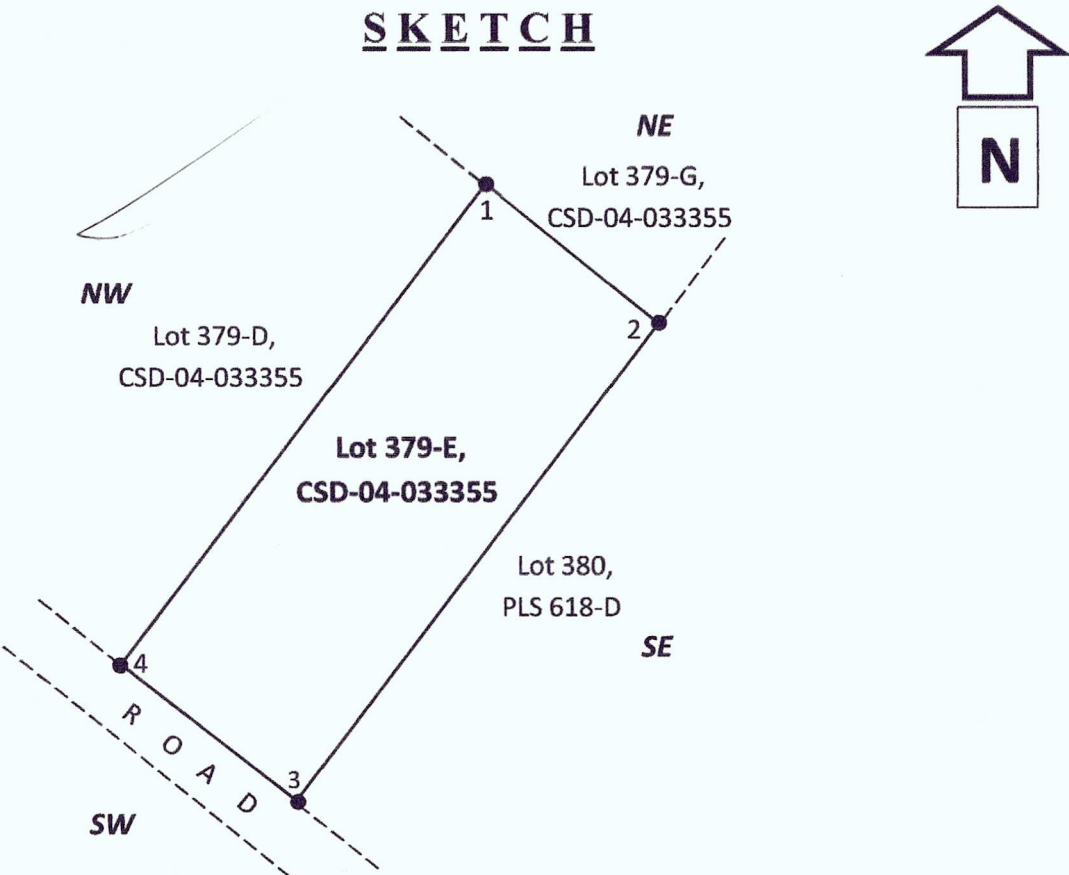 SKETCH
N
NE
Lot 379-G,
CSD-04-033355
1
2
NW
Lot 379-D,
CSD-04-033355
Lot 379-E,
CSD-04-033355
Lot 380,
PLS 618-D
SE
4
ROAD
3
SW